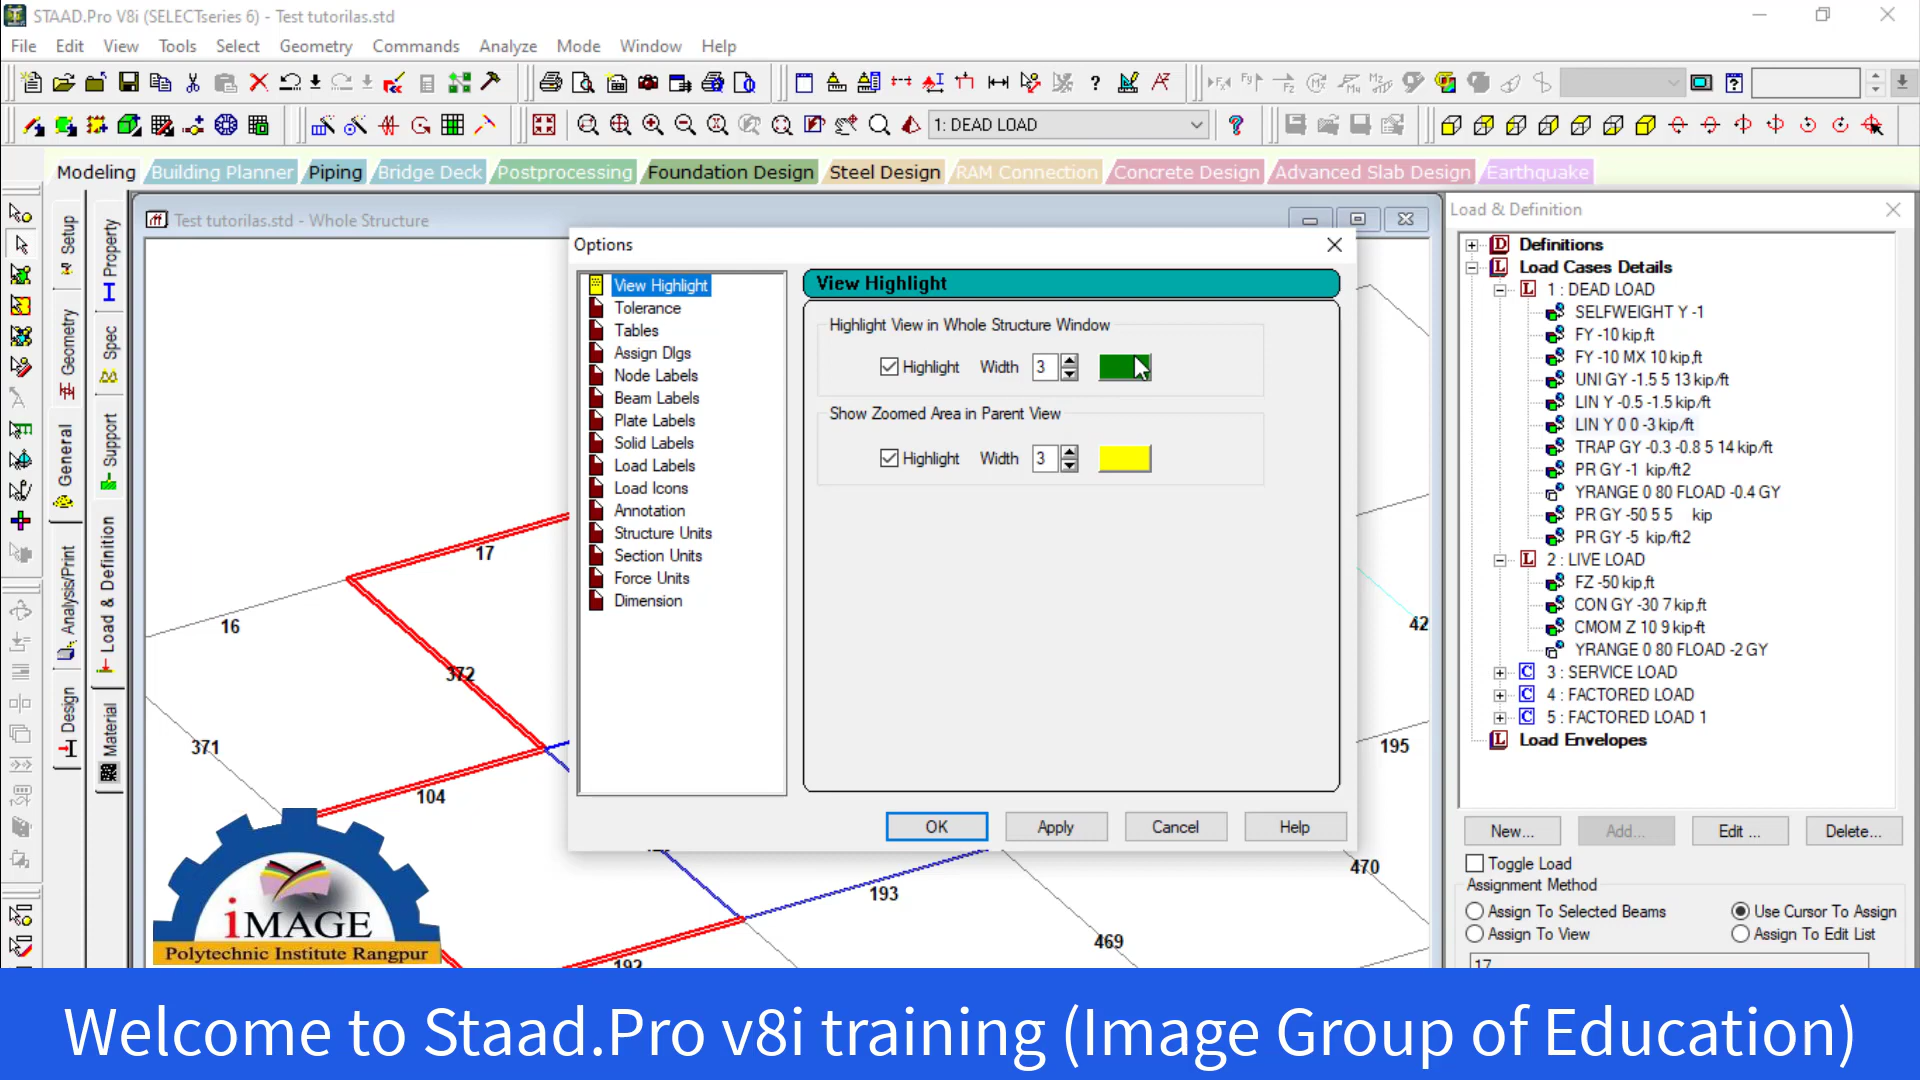 STAAD.Pro V8i (SELECTseries 6) - Test tutorilas.std
File Edit View Tools Select Geometry Commands Analyze Mode Window Help
1: DEAD LOAD
Modeling Building Planner Piping Bridge Deck Postprocessing Foundation Design Steel Design RAM Connection Concrete Design Advanced Slab Design Earthquake
Setup
Geometry
General
Analysis/Print
Design
Property
Spec
Support
Load & Definition
Material
Test tutorilas.std - Whole Structure
17
16
372
371
104
193
192
469
470
195
42
Options
View Highlight
Tolerance
Tables
Assign Dlgs
Node Labels
Beam Labels
Plate Labels
Solid Labels
Load Labels
Load Icons
Annotation
Structure Units
Section Units
Force Units
Dimension
View Highlight
Highlight View in Whole Structure Window
Highlight Width 3
Show Zoomed Area in Parent View
Highlight Width 3
OK Apply Cancel Help
Load & Definition
Definitions
Load Cases Details
1 : DEAD LOAD
SELFWEIGHT Y -1
FY -10 kip,ft
FY -10 MX 10 kip,ft
UNI GY -1.5 5 13 kip/ft
LIN Y -0.5 -1.5 kip/ft
LIN Y 0 0 -3 kip/ft
TRAP GY -0.3 -0.8 5 14 kip/ft
PR GY -1 kip/ft2
YRANGE 0 80 FLOAD -0.4 GY
PR GY -50 5 5 kip
PR GY -5 kip/ft2
2 : LIVE LOAD
FZ -50 kip,ft
CON GY -30 7 kip,ft
CMOM Z 10 9 kip-ft
YRANGE 0 80 FLOAD -2 GY
3 : SERVICE LOAD
4 : FACTORED LOAD
5 : FACTORED LOAD 1
Load Envelopes
New... Add... Edit ... Delete...
Toggle Load
Assignment Method
Assign To Selected Beams Use Cursor To Assign
Assign To View Assign To Edit List
17
iMAGE
Polytechnic Institute Rangpur
Welcome to Staad.Pro v8i training (Image Group of Education)